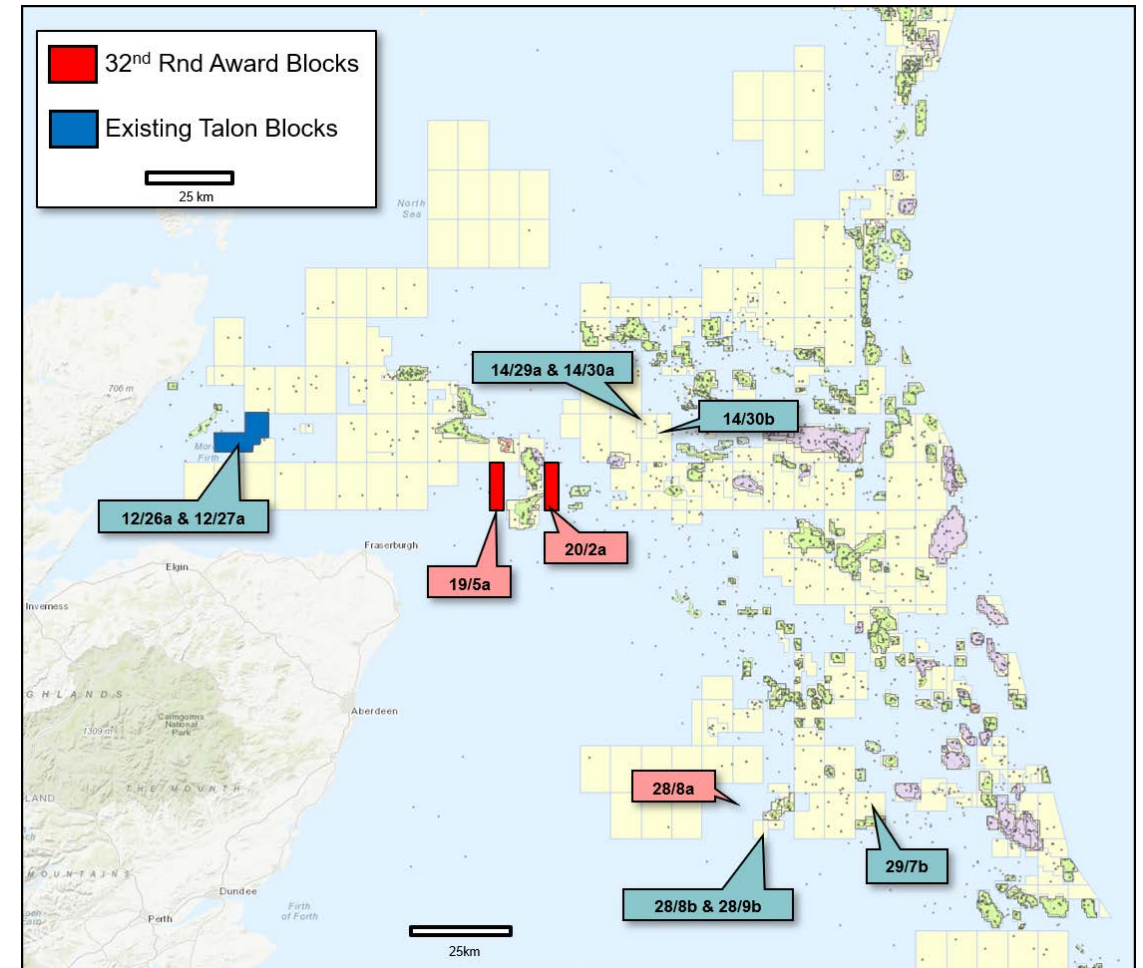 32nd Rnd Award Blocks
Existing Talon Blocks
25 km
North
Sea
706 m
14/29a & 14/30a
14/30b
Firth
12/26a & 12/27a
20/2a
19/5a
Fraserburgh
Elgin
Inverness
GHLANDS
Aberdeen
Cairngorms
National
Park
1309 m
THE MOUNTH
LAND
28/8a
29/7b
MOUNTAINS
Dundee
28/8b & 28/9b
Firth
of Forth
Perth
25km